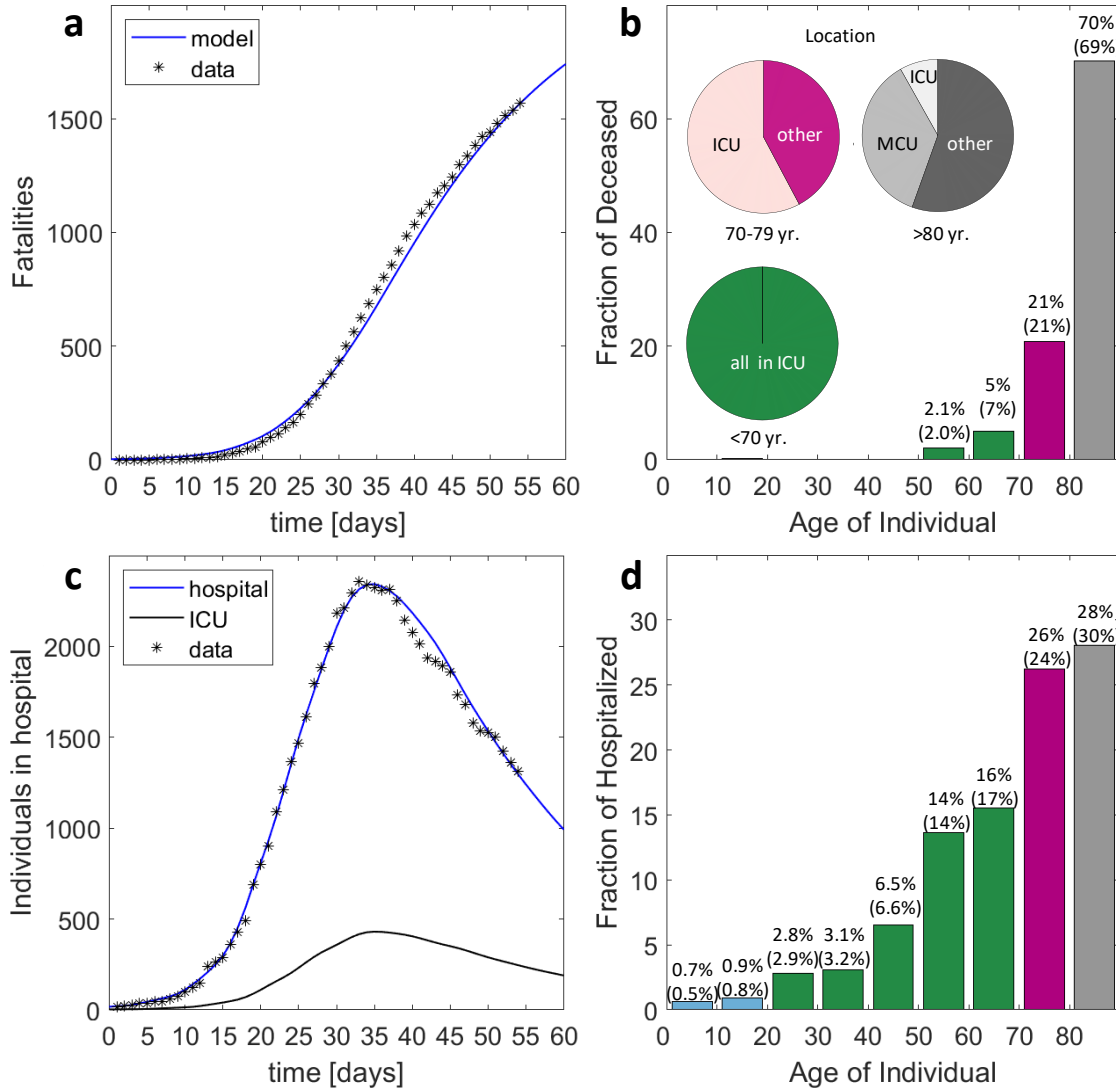 a
model
data
Fatalities
1500
1000
500
0
0 5 10 15 20 25 30 35 40 45 50 55 60
time [days]
b
Location
ICU
other
70-79 yr.
ICU
MCU
other
>80 yr.
all in ICU
<70 yr.
70%
(69%
21%
(21%)
5%
(7%)
2.1%
(2.0%)
Fraction of Deceased
60
40
20
0
0 10 20 30 40 50 60 70 80
Age of Individual
c
hospital
ICU
data
Individuals in hospital
2000
1500
1000
500
0
0 5 10 15 20 25 30 35 40 45 50 55 60
time [days]
d
28%
(30%
26%
(24%)
16%
(17%)
14%
(14%)
6.5%
(6.6%)
3.1%
(3.2%)
2.8%
(2.9%)
0.9%
(0.8%)
0.7%
(0.5%)
Fraction of Hospitalized
30
25
20
15
10
5
0
0 10 20 30 40 50 60 70 80
Age of Individual